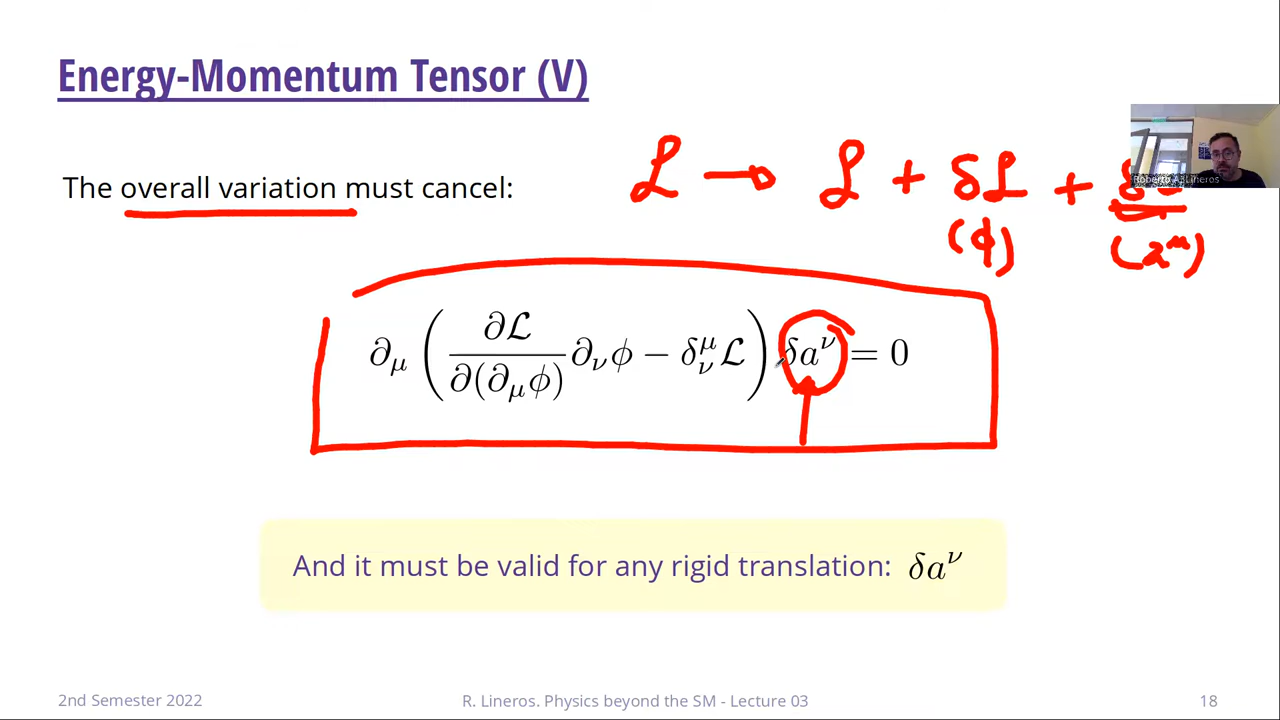 Energy-Momentum Tensor (V)
The overall variation must cancel:
ℒ → ℒ + δℒ +
(ϕ) (a^μ)
∂_μ ( ∂ℒ / ∂(∂_μϕ) ∂_νϕ − δ^μ_ν ℒ ) δa^ν = 0
And it must be valid for any rigid translation: δa^ν
2nd Semester 2022 R. Lineros. Physics beyond the SM - Lecture 03 18